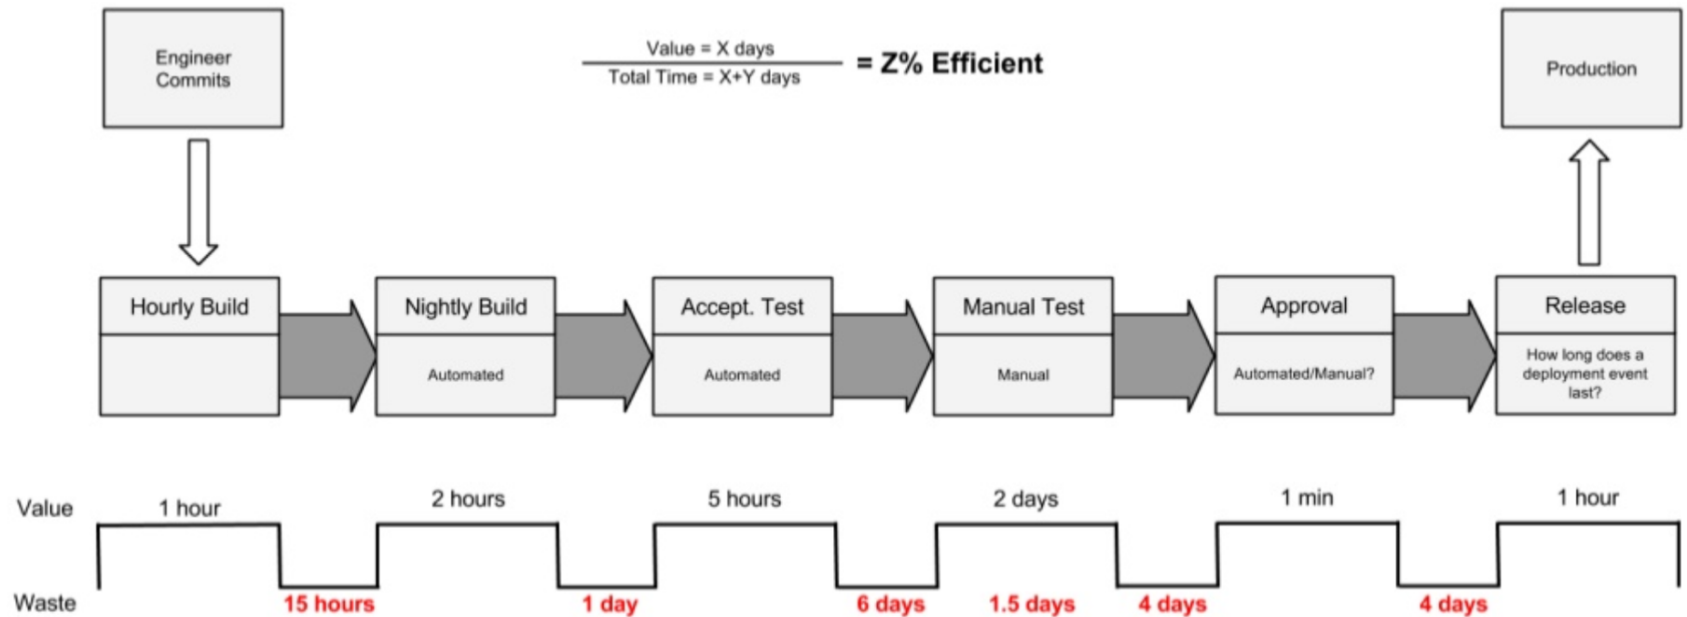 Engineer
Commits
Value = X days
Total Time = X+Y days
= Z% Efficient
Production
Hourly Build
Nightly Build
Automated
Accept. Test
Automated
Manual Test
Manual
Approval
Automated/Manual?
Release
How long does a
deployment event
last?
Value
1 hour
2 hours
5 hours
2 days
1 min
1 hour
Waste
15 hours
1 day
6 days
1.5 days
4 days
4 days